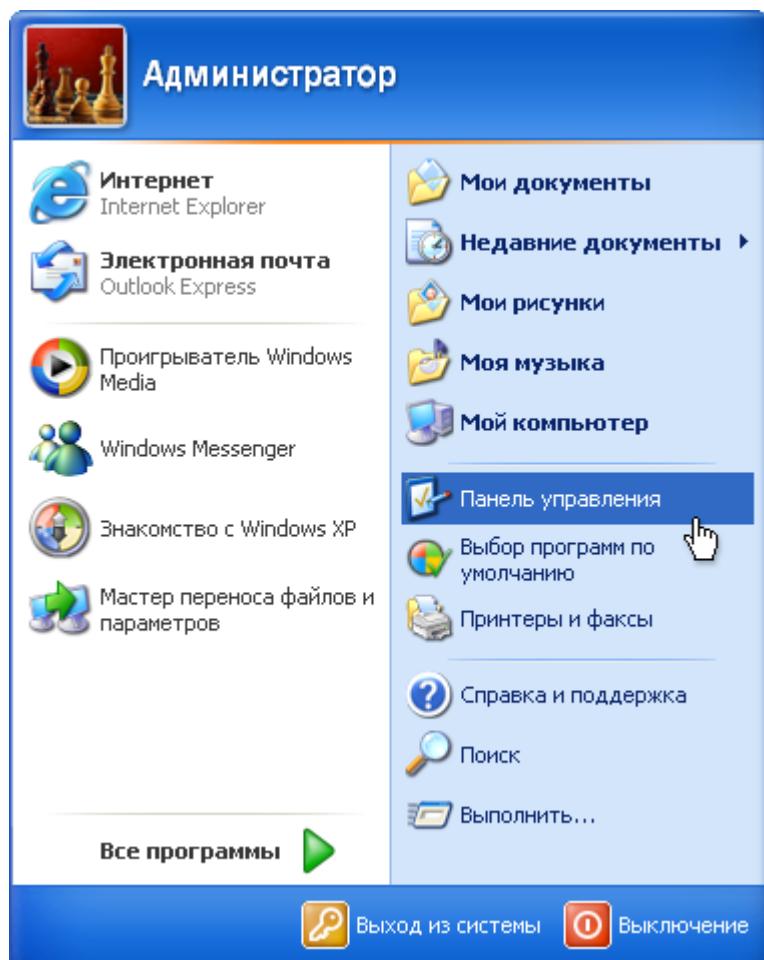 Администратор
Интернет
Internet Explorer
Электронная почта
Outlook Express
Проигрыватель Windows
Media
Windows Messenger
Знакомство с Windows XP
Мастер переноса файлов и
параметров
Все программы
Мои документы
Недавние документы
Мои рисунки
Моя музыка
Мой компьютер
Панель управления
Выбор программ по
умолчанию
Принтеры и факсы
Справка и поддержка
Поиск
Выполнить...
Выход из системы
Выключение